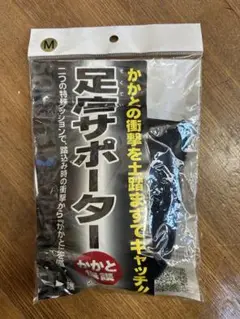 M
かかとの衝撃を土踏まずでキャッチ!!
足底サポーター
二つの特殊クッションで、踏込み時の衝撃から「かかと」を
かかと